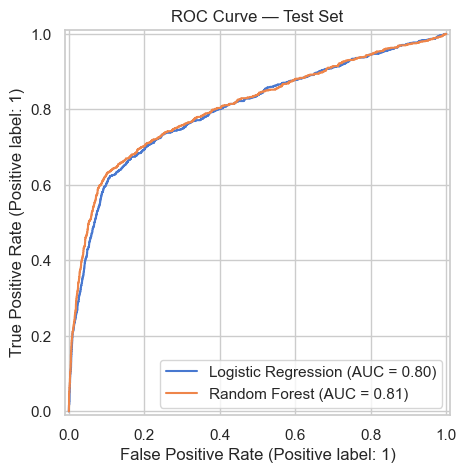 ROC Curve — Test Set
True Positive Rate (Positive label: 1)
1.0
0.8
0.6
0.4
0.2
0.0
Logistic Regression (AUC = 0.80)
Random Forest (AUC = 0.81)
0.0 0.2 0.4 0.6 0.8 1.0
False Positive Rate (Positive label: 1)